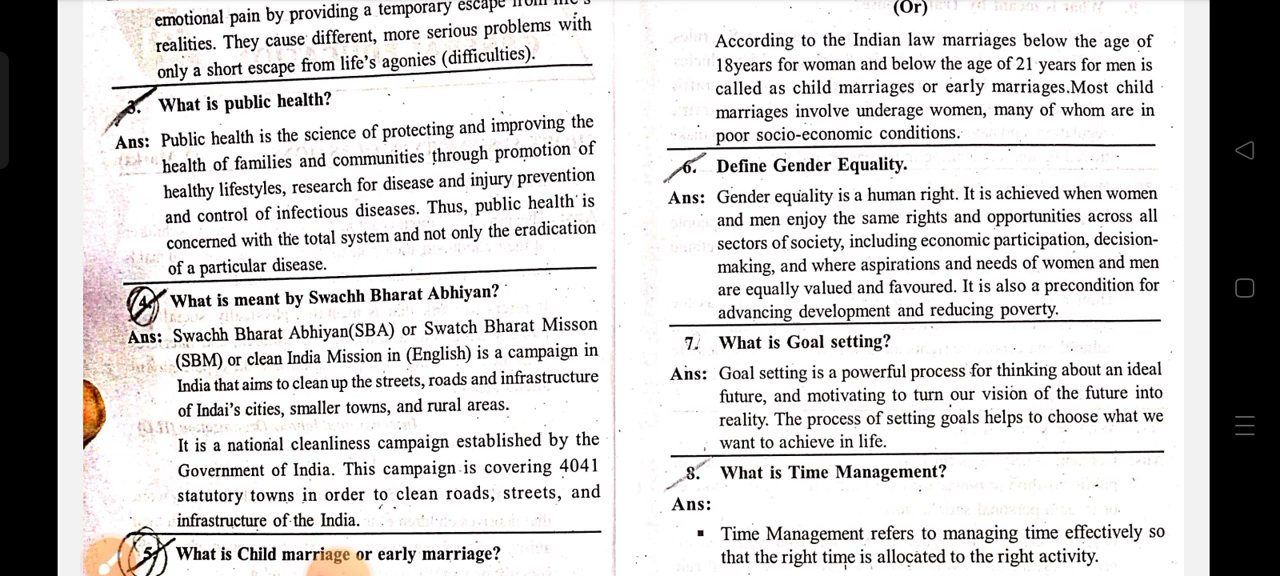 emotional pain by providing a temporary escape from life's
realities. They cause different, more serious problems with
only a short escape from life's agonies (difficulties).
3. What is public health?
Ans: Public health is the science of protecting and improving the
health of families and communities through promotion of
healthy lifestyles, research for disease and injury prevention
and control of infectious diseases. Thus, public health is
concerned with the total system and not only the eradication
of a particular disease.
4. What is meant by Swachh Bharat Abhiyan?
Ans: Swachh Bharat Abhiyan(SBA) or Swatch Bharat Misson
(SBM) or clean India Mission in (English) is a campaign in
India that aims to clean up the streets, roads and infrastructure
of Indai's cities, smaller towns, and rural areas.
It is a national cleanliness campaign established by the
Government of India. This campaign is covering 4041
statutory towns in order to clean roads, streets, and
infrastructure of the India.
5. What is Child marriage or early marriage?
(Or)
According to the Indian law marriages below the age of
18years for woman and below the age of 21 years for men is
called as child marriages or early marriages.Most child
marriages involve underage women, many of whom are in
poor socio-economic conditions.
6. Define Gender Equality.
Ans: Gender equality is a human right. It is achieved when women
and men enjoy the same rights and opportunities across all
sectors of society, including economic participation, decision-
making, and where aspirations and needs of women and men
are equally valued and favoured. It is also a precondition for
advancing development and reducing poverty.
7. What is Goal setting?
Ans: Goal setting is a powerful process for thinking about an ideal
future, and motivating to turn our vision of the future into
reality. The process of setting goals helps to choose what we
want to achieve in life.
8. What is Time Management?
Ans:
▪ Time Management refers to managing time effectively so
that the right time is allocated to the right activity.